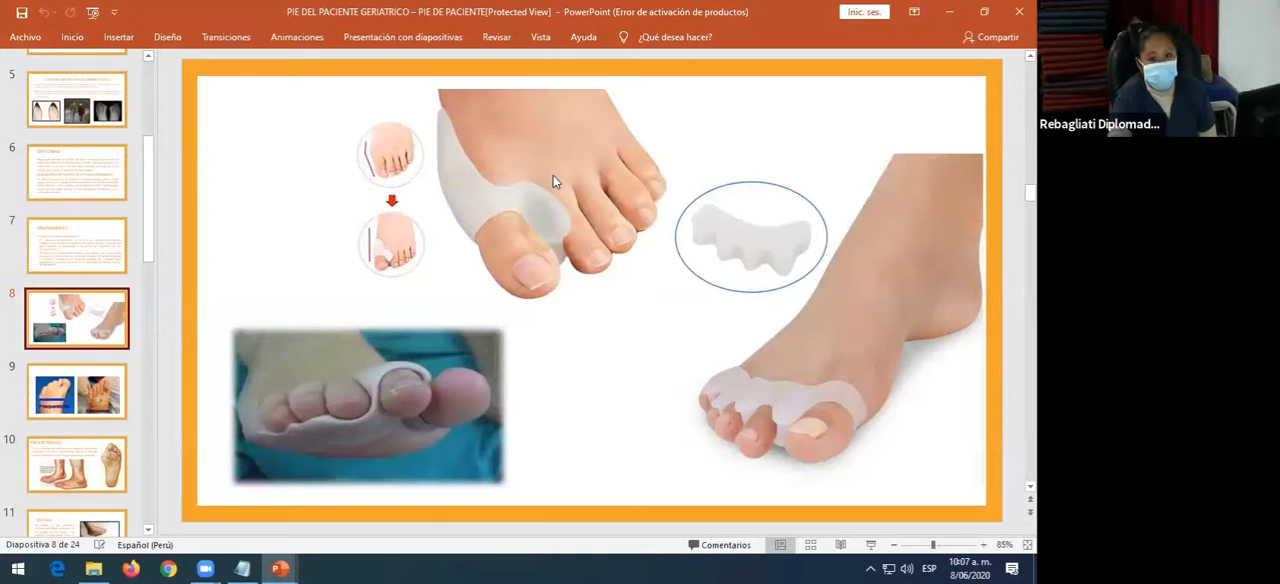 PIE DEL PACIENTE GERIATRICO – PIE DE PACIENTE[Protected View] - PowerPoint (Error de activación de productos)
Inic. ses.
Archivo Inicio Insertar Diseño Transiciones Animaciones Presentación con diapositivas Revisar Vista Ayuda ¿Qué desea hacer? Compartir
5
6
7
8
9
10
11
Rebagliati Diplomad...
Diapositiva 8 de 24 Español (Perú) Comentarios 85%
ESP
10:07 a. m.
8/06/2020